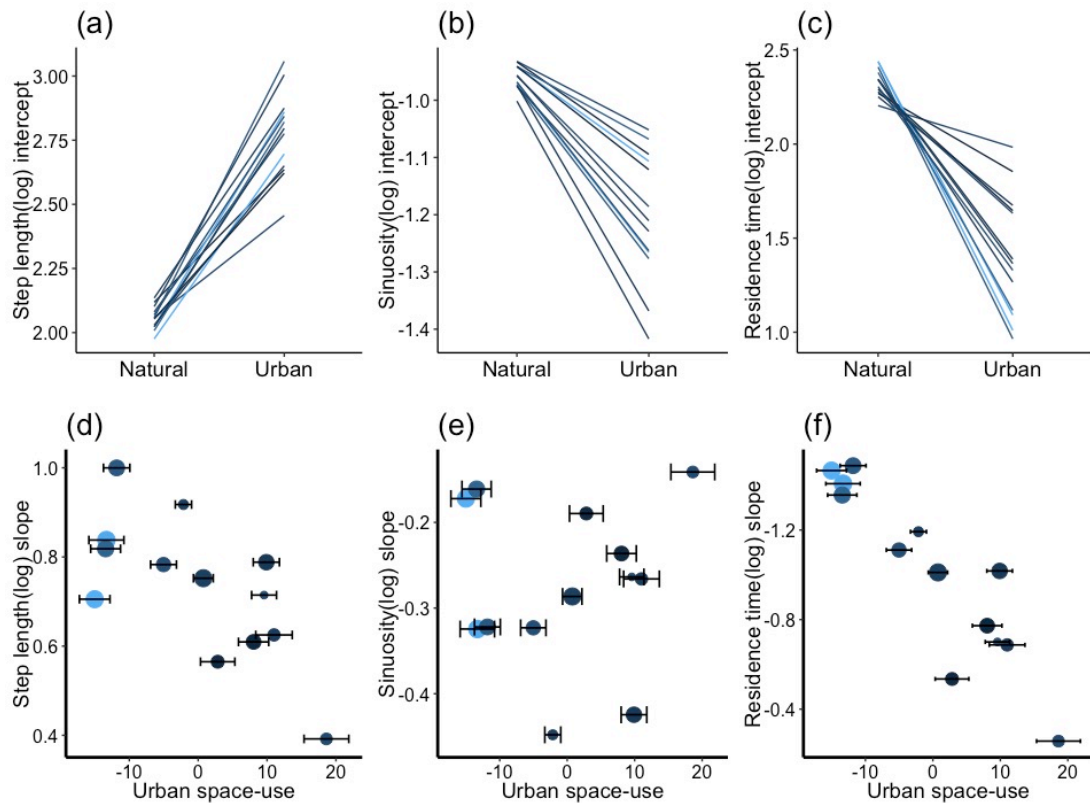 (a)
Step length(log) intercept
3.00
2.75
2.50
2.25
2.00
Natural
Urban
(b)
Sinuosity(log) intercept
-1.0
-1.1
-1.2
-1.3
-1.4
Natural
Urban
(c)
Residence time(log) intercept
2.5
2.0
1.5
1.0
Natural
Urban
(d)
Step length(log) slope
1.0
0.8
0.6
0.4
-10
0
10
20
Urban space-use
(e)
Sinuosity(log) slope
-0.2
-0.3
-0.4
-10
0
10
20
Urban space-use
(f)
Residence time(log) slope
-1.2
-0.8
-0.4
-10
0
10
20
Urban space-use